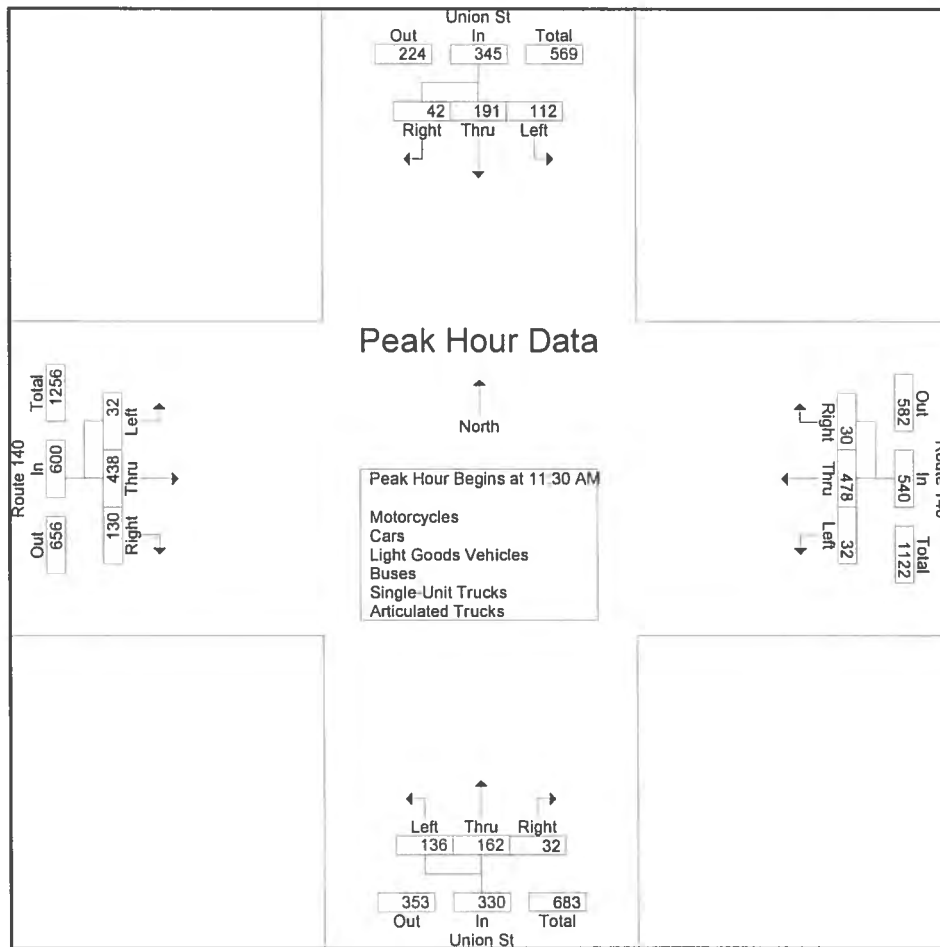 Union St
Out In Total
224 345 569
42 191 112
Right Thru Left
Peak Hour Data
North
Peak Hour Begins at 11:30 AM
Motorcycles
Cars
Light Goods Vehicles
Buses
Single-Unit Trucks
Articulated Trucks
Route 140
Out In Total
656 600 1256
32 438 130
Left Thru Right
Out In Total
582 540 1122
30 478 32
Right Thru Left
Left Thru Right
136 162 32
353 330 683
Out In Total
Union St